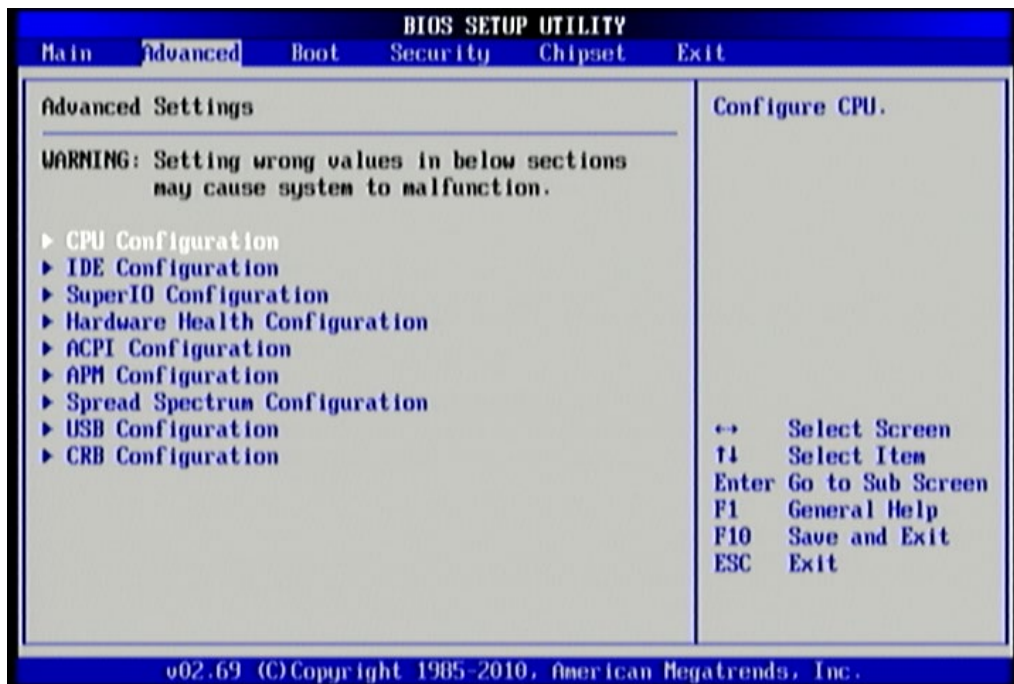 BIOS SETUP UTILITY
Main Advanced Boot Security Chipset Exit
Advanced Settings
WARNING: Setting wrong values in below sections
may cause system to malfunction.
▶ CPU Configuration
▶ IDE Configuration
▶ SuperIO Configuration
▶ Hardware Health Configuration
▶ ACPI Configuration
▶ APM Configuration
▶ Spread Spectrum Configuration
▶ USB Configuration
▶ CRB Configuration
Configure CPU.
↔ Select Screen
↑↓ Select Item
Enter Go to Sub Screen
F1 General Help
F10 Save and Exit
ESC Exit
v02.69 (C)Copyright 1985-2010, American Megatrends, Inc.